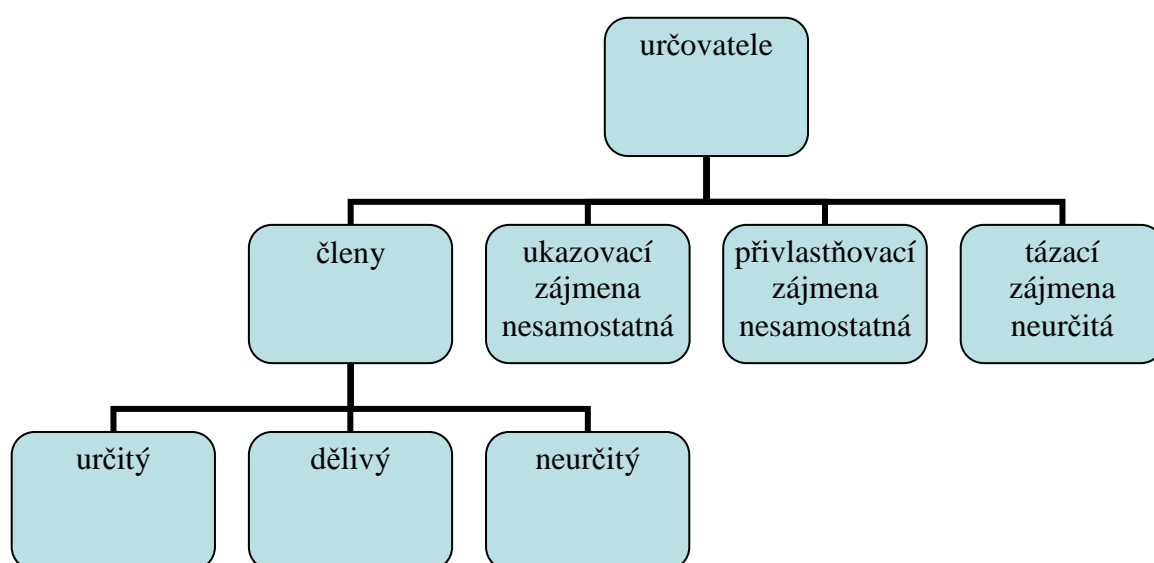 určovatele
členy
ukazovací
zájmena
nesamostatná
přivlastňovací
zájmena
nesamostatná
tázací
zájmena
neurčitá
určitý
dělivý
neurčitý